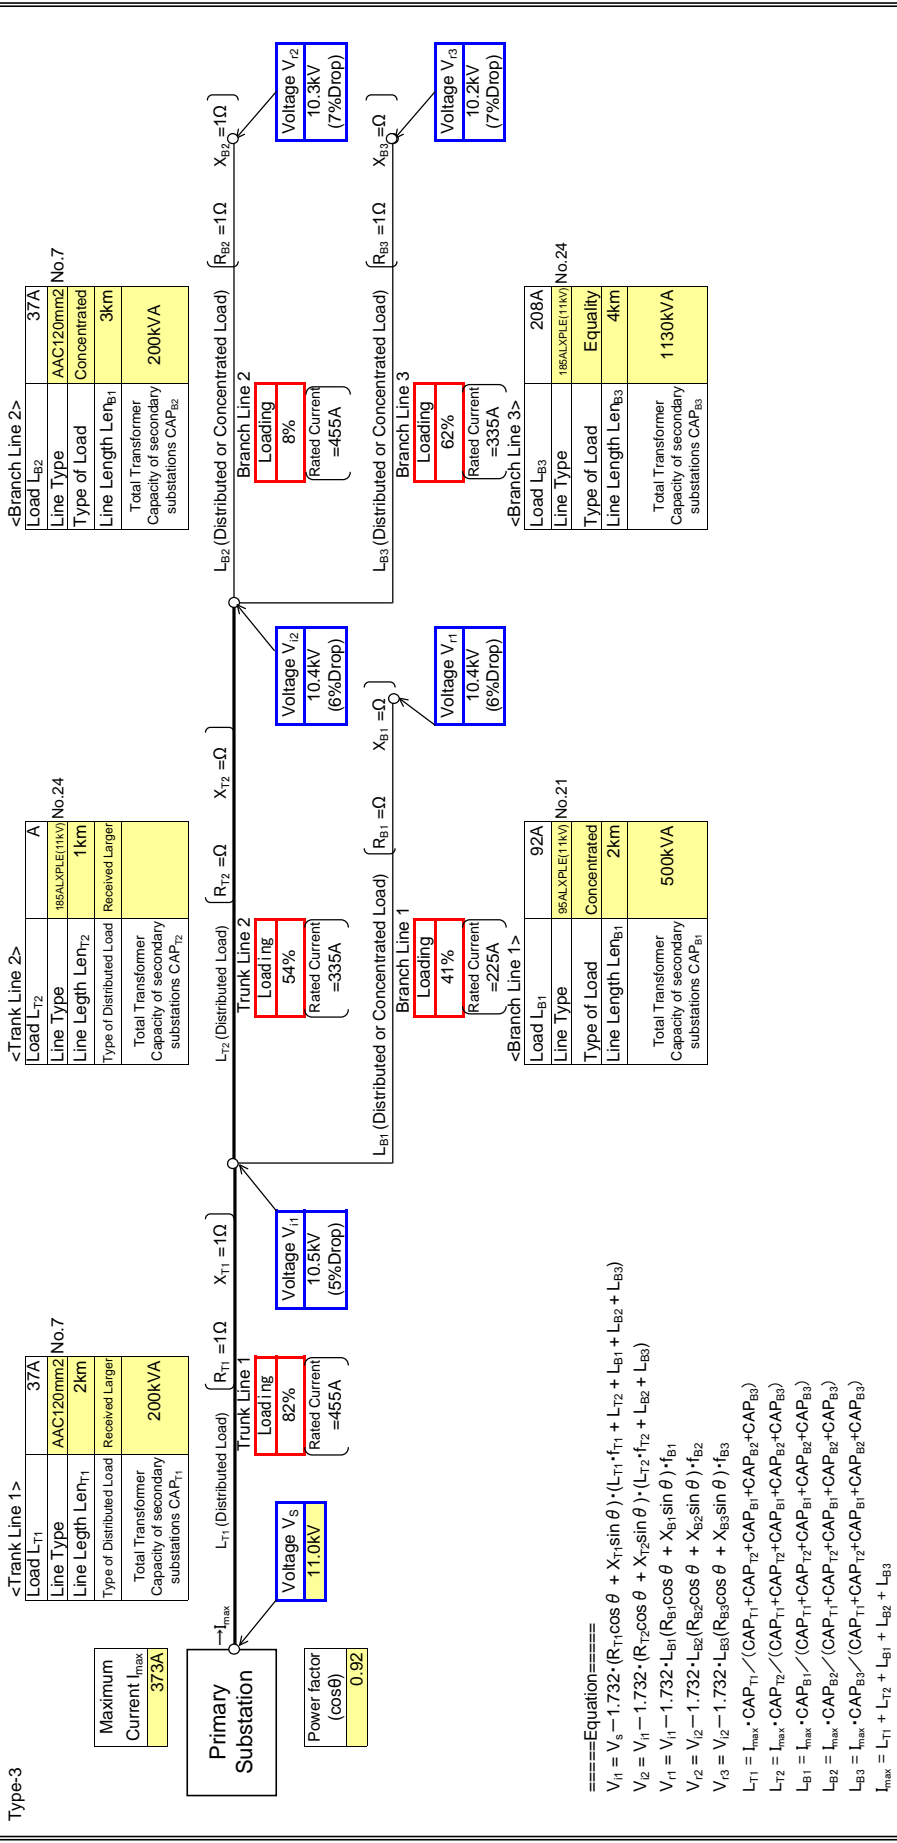 Type-3
Maximum
Current Imax
373A
Primary
Substation
Power factor
(cosθ)
0.92
→Imax
Voltage VS
11.0kV
<Trank Line 1>
Load LT1 37A
Line Type AAC120mm2 No.7
Line Legth LenT1 2km
Type of Distributed Load Received Larger
Total Transformer
Capacity of secondary
substations CAPT1
200kVA
LT1 (Distributed Load) (RT1 =1Ω XT1 =1Ω)
Trunk Line 1
Loading
82%
(Rated Current
=455A)
Voltage Vi1
10.5kV
(5%Drop)
<Trank Line 2>
Load LT2 A
Line Type 185ALXPLE(11kV) No.24
Line Legth LenT2 1km
Type of Distributed Load Received Larger
Total Transformer
Capacity of secondary
substations CAPT2
LT2 (Distributed Load) (RT2 =Ω XT2 =Ω)
Trunk Line 2
Loading
54%
(Rated Current
=335A)
Voltage Vi2
10.4kV
(6%Drop)
LB1 (Distributed or Concentrated Load) (RB1 =Ω XB1 =Ω)
Branch Line 1
Loading
41%
(Rated Current
=225A)
Voltage Vr1
10.4kV
(6%Drop)
<Branch Line 1>
Load LB1 92A
Line Type 95ALXPLE(11kV) No.21
Type of Load Concentrated
Line Length LenB1 2km
Total Transformer
Capacity of secondary
substations CAPB1
500kVA
<Branch Line 2>
Load LB2 37A
Line Type AAC120mm2 No.7
Type of Load Concentrated
Line Length LenB1 3km
Total Transformer
Capacity of secondary
substations CAPB2
200kVA
LB2 (Distributed or Concentrated Load) (RB2 =1Ω XB2 =1Ω)
Branch Line 2
Loading
8%
(Rated Current
=455A)
Voltage Vr2
10.3kV
(7%Drop)
LB3 (Distributed or Concentrated Load) (RB3 =1Ω XB3 =Ω)
Branch Line 3
Loading
62%
(Rated Current
=335A)
Voltage Vr3
10.2kV
(7%Drop)
<Branch Line 3>
Load LB3 208A
Line Type 185ALXPLE(11kV) No.24
Type of Load Equality
Line Length LenB3 4km
Total Transformer
Capacity of secondary
substations CAPB3
1130kVA
=====Equation=====
Vi1 = Vs－1.732・(RT1cos θ + XT1sin θ)・(LT1・fT1 + LT2 + LB1 + LB2 + LB3)
Vi2 = Vi1－1.732・(RT2cos θ + XT2sin θ)・(LT2・fT2 + LB2 + LB3)
Vr1 = Vi1－1.732・LB1(RB1cos θ + XB1sin θ)・fB1
Vr2 = Vi2－1.732・LB2(RB2cos θ + XB2sin θ)・fB2
Vr3 = Vi2－1.732・LB3(RB3cos θ + XB3sin θ)・fB3
LT1 = Imax・CAPT1／(CAPT1+CAPT2+CAPB1+CAPB2+CAPB3)
LT2 = Imax・CAPT2／(CAPT1+CAPT2+CAPB1+CAPB2+CAPB3)
LB1 = Imax・CAPB1／(CAPT1+CAPT2+CAPB1+CAPB2+CAPB3)
LB2 = Imax・CAPB2／(CAPT1+CAPT2+CAPB1+CAPB2+CAPB3)
LB3 = Imax・CAPB3／(CAPT1+CAPT2+CAPB1+CAPB2+CAPB3)
Imax = LT1 + LT2 + LB1 + LB2 + LB3